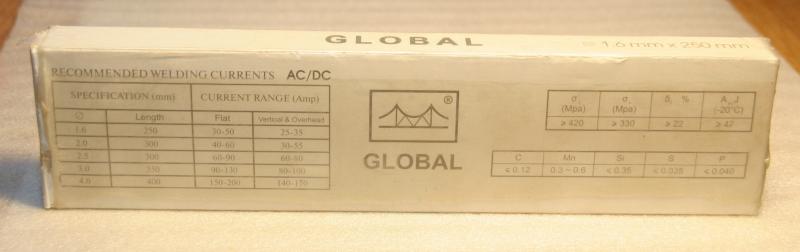 GLOBAL 1.6 mm x 250 mm
RECOMMENDED WELDING CURRENTS AC/DC
SPECIFICATION (mm) CURRENT RANGE (Amp)
∅ Length Flat Vertical & Overhead
1.6 250 30-50 25-35
2.0 300 40-60 30-55
2.5 300 60-90 60-80
3.0 350 90-130 80-100
4.0 400 150-200 140-170
®
GLOBAL
σ (Mpa) σ (Mpa) δ % A J (-20°C)
≥ 420 ≥ 330 ≥ 22 ≥ 47
C Mn Si S P
≤ 0.12 0.3 ~ 0.6 ≤ 0.35 ≤ 0.035 ≤ 0.040